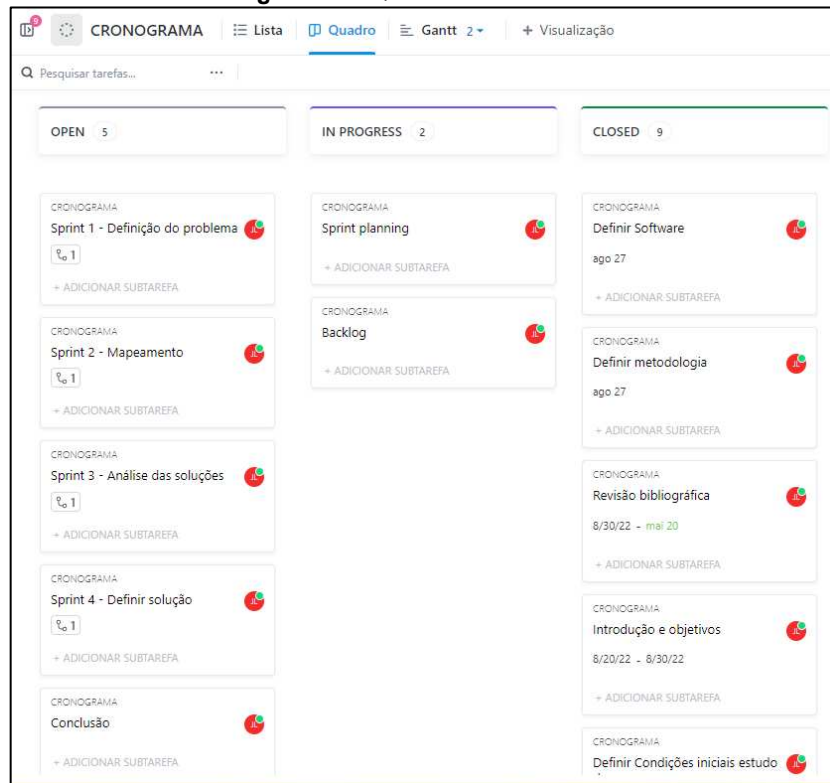 9
CRONOGRAMA Lista Quadro Gantt 2 + Visualização
Pesquisar tarefas... ...
OPEN 5
CRONOGRAMA
Sprint 1 - Definição do problema
1
+ ADICIONAR SUBTAREFA
CRONOGRAMA
Sprint 2 - Mapeamento
1
+ ADICIONAR SUBTAREFA
CRONOGRAMA
Sprint 3 - Análise das soluções
1
+ ADICIONAR SUBTAREFA
CRONOGRAMA
Sprint 4 - Definir solução
1
+ ADICIONAR SUBTAREFA
CRONOGRAMA
Conclusão
+ ADICIONAR SUBTAREFA
IN PROGRESS 2
CRONOGRAMA
Sprint planning
+ ADICIONAR SUBTAREFA
CRONOGRAMA
Backlog
+ ADICIONAR SUBTAREFA
CLOSED 9
CRONOGRAMA
Definir Software
ago 27
+ ADICIONAR SUBTAREFA
CRONOGRAMA
Definir metodologia
ago 27
+ ADICIONAR SUBTAREFA
CRONOGRAMA
Revisão bibliográfica
8/30/22 - mai 20
+ ADICIONAR SUBTAREFA
CRONOGRAMA
Introdução e objetivos
8/20/22 - 8/30/22
+ ADICIONAR SUBTAREFA
CRONOGRAMA
Definir Condições iniciais estudo